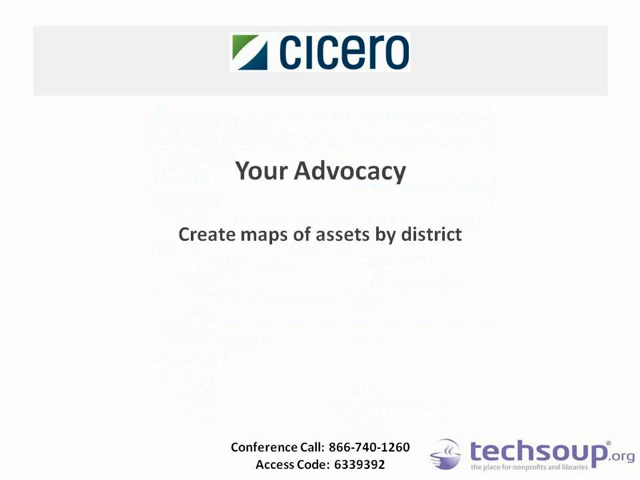 cicero
Your Advocacy
Create maps of assets by district
Conference Call: 866-740-1260
Access Code: 6339392
techsoup.org
the place for nonprofits and libraries